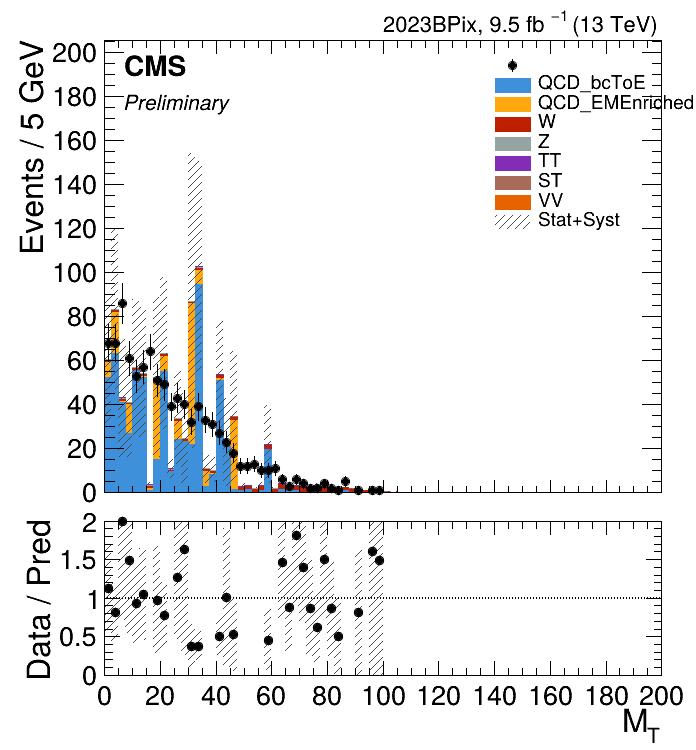 2023BPix, 9.5 fb⁻¹ (13 TeV)
CMS
Preliminary
QCD_bcToE
QCD_EMEnriched
W
Z
TT
ST
VV
Stat+Syst
Events / 5 GeV
200
180
160
140
120
100
80
60
40
20
0
Data / Pred
2
1.5
1
0.5
0
0 20 40 60 80 100 120 140 160 180 200
M_T